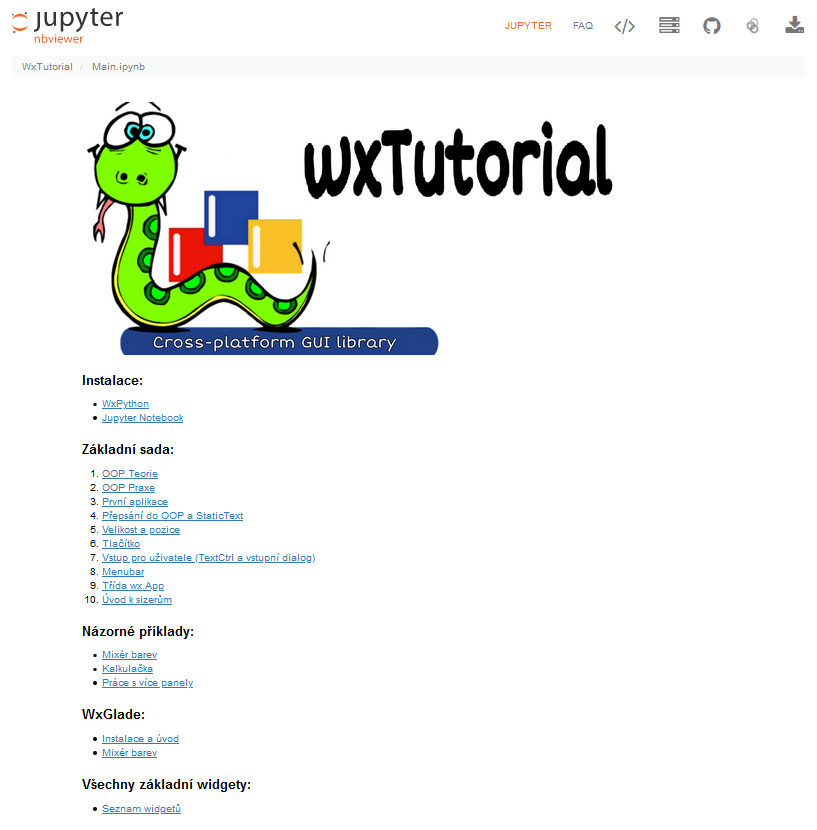 jupyter
nbviewer
JUPYTER FAQ </>
WxTutorial / Main.ipynb
wxTutorial
Cross-platform GUI library
Instalace:
• WxPython
• Jupyter Notebook
Základní sada:
1. OOP Teorie
2. OOP Praxe
3. První aplikace
4. Přepsání do OOP a StaticText
5. Velikost a pozice
6. Tlačítko
7. Vstup pro uživatele (TextCtrl a vstupní dialog)
8. Menubar
9. Třída wx.App
10. Úvod k sizerům
Názorné příklady:
• Mixér barev
• Kalkulačka
• Práce s více panely
WxGlade:
• Instalace a úvod
• Mixér barev
Všechny základní widgety:
• Seznam widgetů